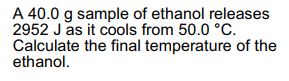 A 40.0 g sample of ethanol releases
2952 J as it cools from 50.0 °C.
Calculate the final temperature of the
ethanol.